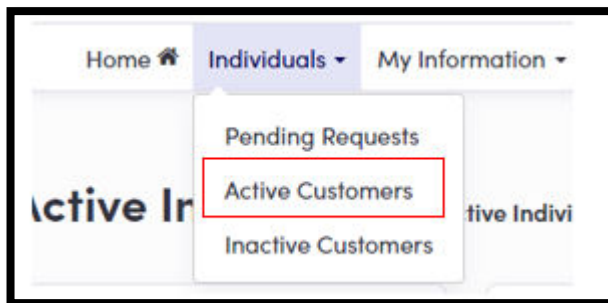 Home Individuals My Information
Pending Requests
Active Customers
Inactive Customers